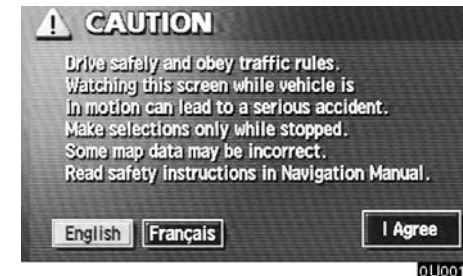 CAUTION
Drive safely and obey traffic rules.
Watching this screen while vehicle is
in motion can lead to a serious accident.
Make selections only while stopped.
Some map data may be incorrect.
Read safety instructions in Navigation Manual.
English Français I Agree